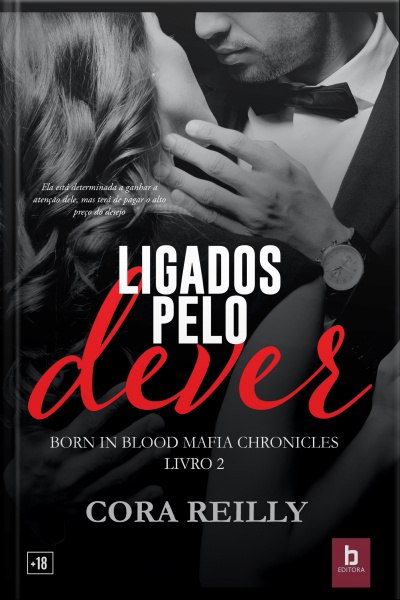 Ela está determinada a ganhar a
atenção dele, mas terá de pagar o alto
preço do desejo
LIGADOS
PELO
dever
BORN IN BLOOD MAFIA CHRONICLES
LIVRO 2
CORA REILLY
+18
b
EDITORA